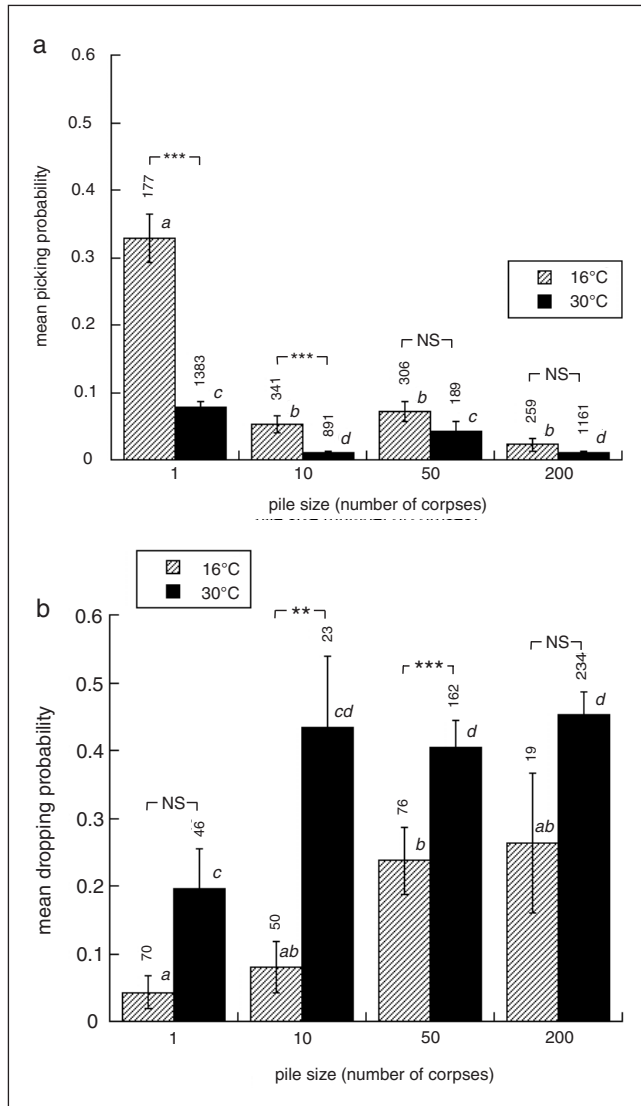 a
mean picking probability
0.6
0.5
0.4
0.3
0.2
0.1
0
177
***
a
1383
c
341
***
b
891
d
306
NS
b
189
c
259
NS
b
1161
d
16°C
30°C
1 10 50 200
pile size (number of corpses)
b
16°C
30°C
mean dropping probability
0.6
0.5
0.4
0.3
0.2
0.1
0
70
NS
a
46
c
50
**
ab
23
cd
76
***
b
162
d
19
NS
ab
234
d
1 10 50 200
pile size (number of corpses)